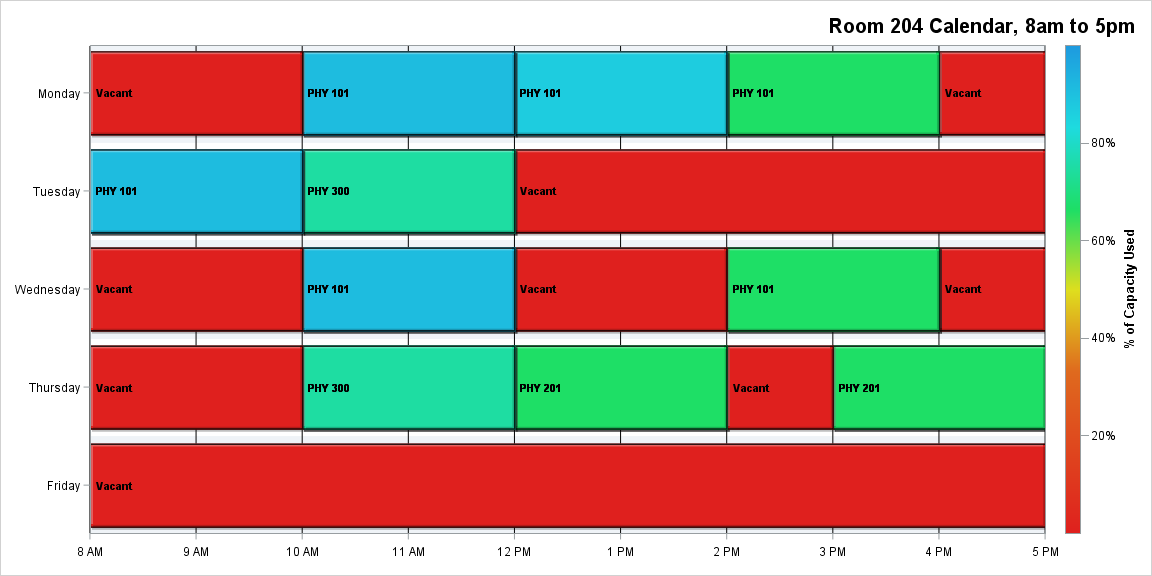 Room 204 Calendar, 8am to 5pm
Monday
Vacant
PHY 101
PHY 101
PHY 101
Vacant
Tuesday
PHY 101
PHY 300
Vacant
Wednesday
Vacant
PHY 101
Vacant
PHY 101
Vacant
Thursday
Vacant
PHY 300
PHY 201
Vacant
PHY 201
Friday
Vacant
8 AM
9 AM
10 AM
11 AM
12 PM
1 PM
2 PM
3 PM
4 PM
5 PM
80%
60%
40%
20%
% of Capacity Used